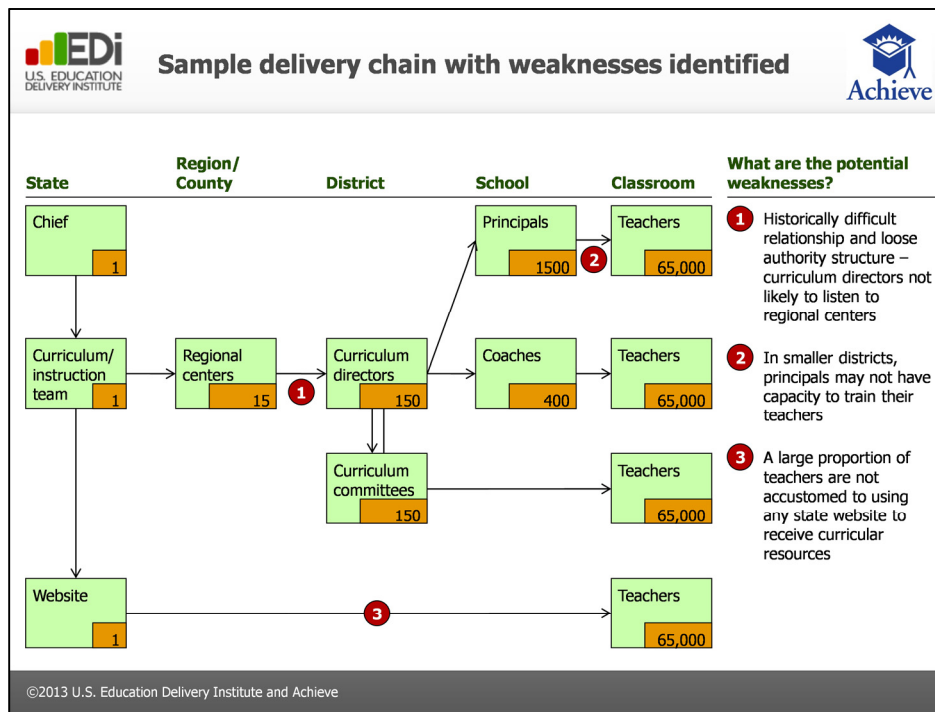 EDi
U.S. EDUCATION
DELIVERY INSTITUTE
Sample delivery chain with weaknesses identified
Achieve
State
Region/
County
District
School
Classroom
What are the potential
weaknesses?
Chief
1
Principals
1500
2
Teachers
65,000
1 Historically difficult
relationship and loose
authority structure –
curriculum directors not
likely to listen to
regional centers
Curriculum/
instruction
team
1
Regional
centers
15
1
Curriculum
directors
150
Coaches
400
Teachers
65,000
2 In smaller districts,
principals may not have
capacity to train their
teachers
Curriculum
committees
150
Teachers
65,000
3 A large proportion of
teachers are not
accustomed to using
any state website to
receive curricular
resources
Website
1
3
Teachers
65,000
©2013 U.S. Education Delivery Institute and Achieve